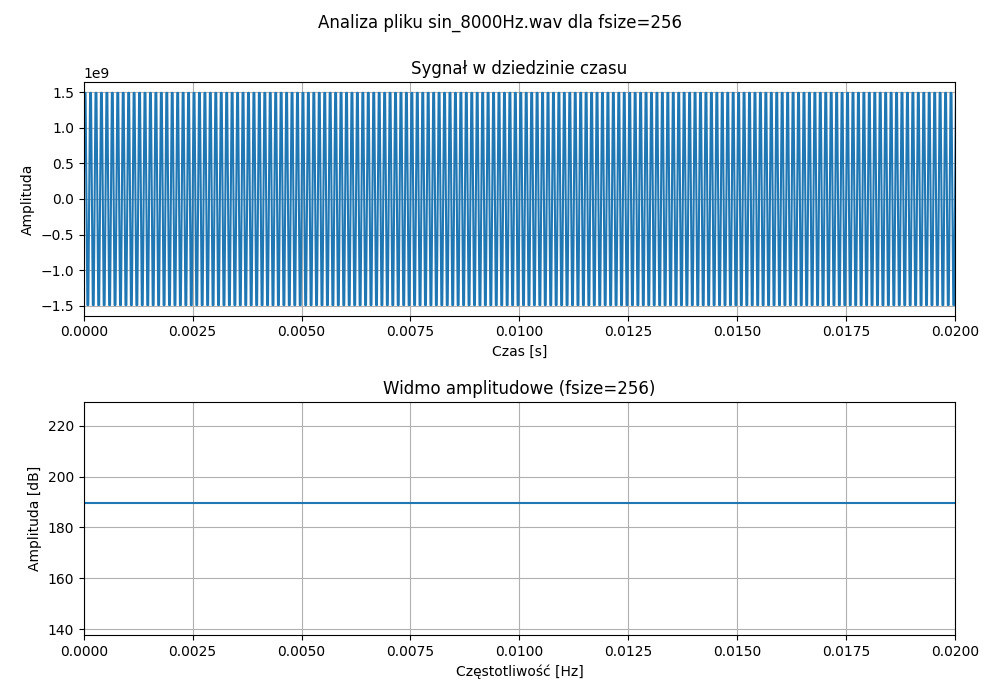 Analiza pliku sin_8000Hz.wav dla fsize=256
Sygnał w dziedzinie czasu
1e9
1.5
1.0
0.5
0.0
−0.5
−1.0
−1.5
Amplituda
0.0000 0.0025 0.0050 0.0075 0.0100 0.0125 0.0150 0.0175 0.0200
Czas [s]
Widmo amplitudowe (fsize=256)
220
200
180
160
140
Amplituda [dB]
0.0000 0.0025 0.0050 0.0075 0.0100 0.0125 0.0150 0.0175 0.0200
Częstotliwość [Hz]